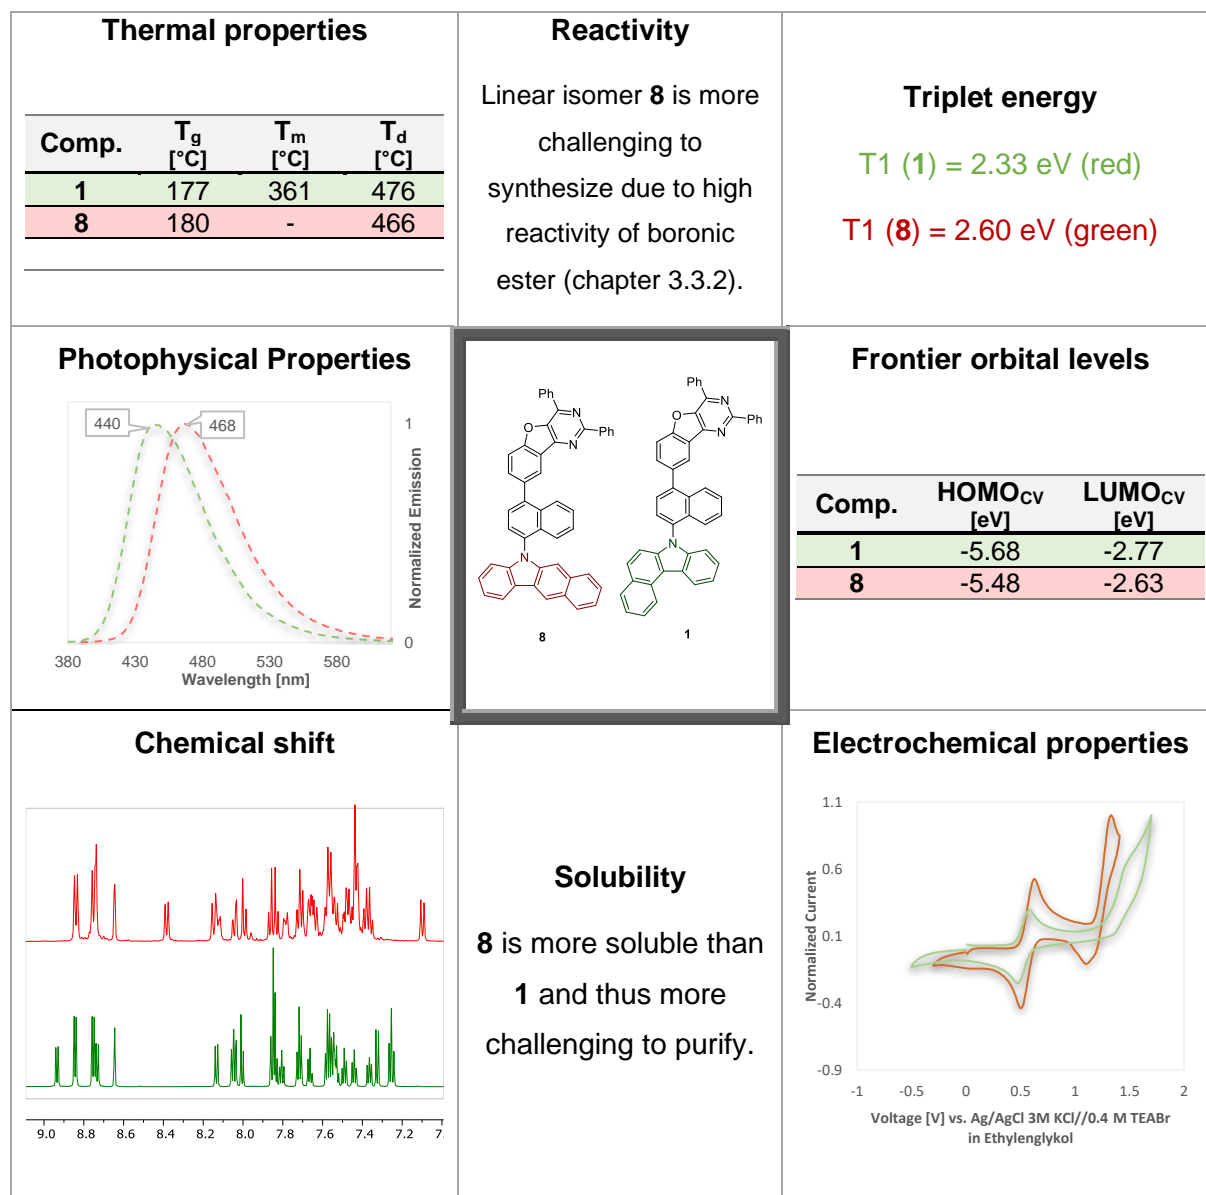 Thermal properties
Comp. Tg [°C] Tm [°C] Td [°C]
1 177 361 476
8 180 - 466
Reactivity
Linear isomer 8 is more
challenging to
synthesize due to high
reactivity of boronic
ester (chapter 3.3.2).
Triplet energy
T1 (1) = 2.33 eV (red)
T1 (8) = 2.60 eV (green)
Photophysical Properties
440
468
1
0
Normalized Emission
380 430 480 530 580
Wavelength [nm]
Ph
N
O
Ph
N
N
8
Ph
N
O
Ph
N
N
1
Frontier orbital levels
Comp. HOMOCV [eV] LUMOCV [eV]
1 -5.68 -2.77
8 -5.48 -2.63
Chemical shift
9.0 8.8 8.6 8.4 8.2 8.0 7.8 7.6 7.4 7.2 7.
Solubility
8 is more soluble than
1 and thus more
challenging to purify.
Electrochemical properties
1.1
0.6
0.1
-0.4
-0.9
Normalized Current
-1 -0.5 0 0.5 1 1.5 2
Voltage [V] vs. Ag/AgCl 3M KCl//0.4 M TEABr
in Ethylenglykol